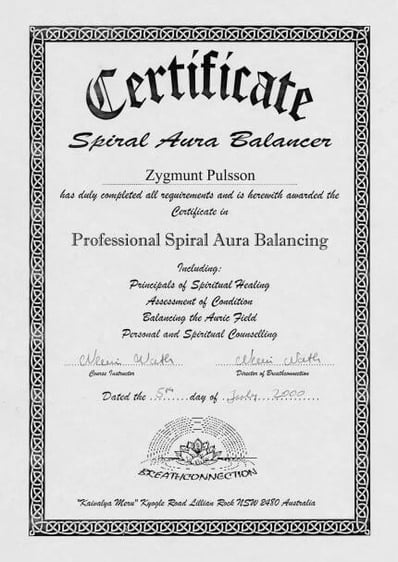 Certificate
Spiral Aura Balancer
Zygmunt Pulsson
has duly completed all requirements and is herewith awarded the
Certificate in
Professional Spiral Aura Balancing
Including:
Principals of Spiritual Healing
Assessment of Condition
Balancing the Auric Field
Personal and Spiritual Counselling
Course Instructor Director of Breathconnection
Dated the 5th day of July 2000
BREATHCONNECTION
"Kaivalya Meru" Kyogle Road Lillian Rock NSW 2480 Australia